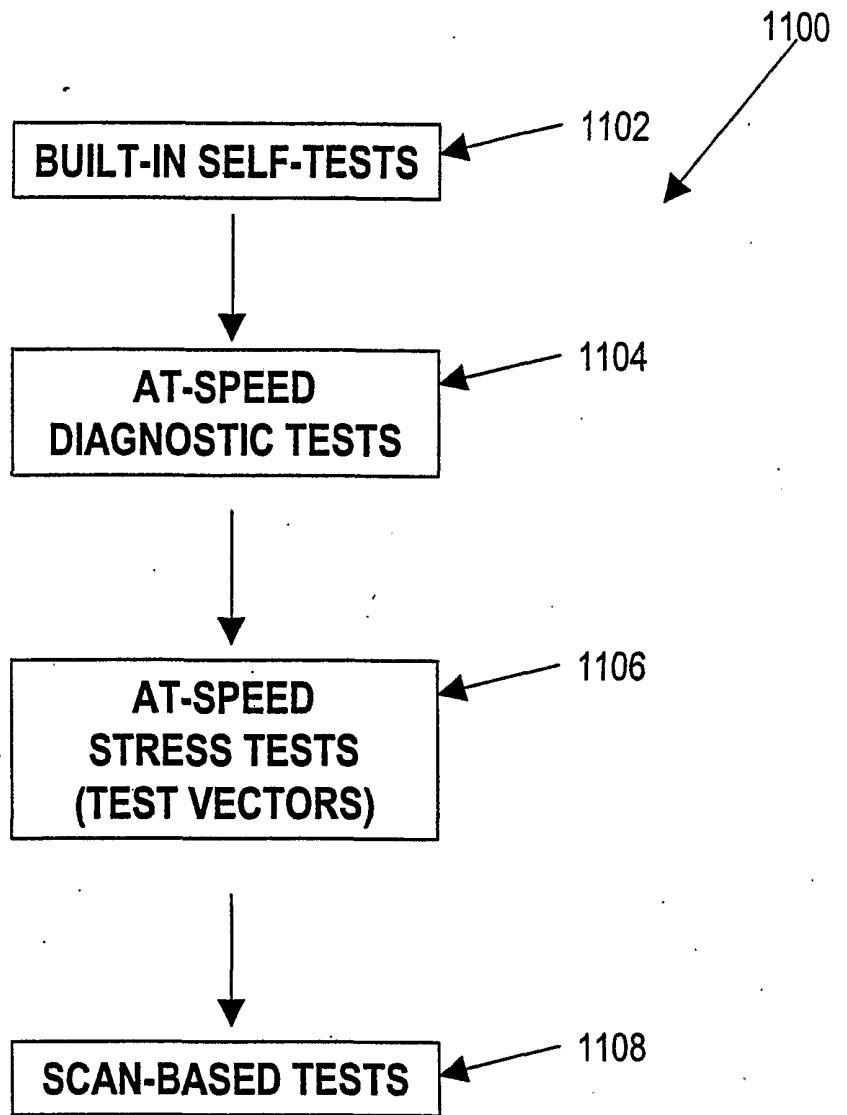 1100
1102
BUILT-IN SELF-TESTS
1104
AT-SPEED
DIAGNOSTIC TESTS
1106
AT-SPEED
STRESS TESTS
(TEST VECTORS)
1108
SCAN-BASED TESTS